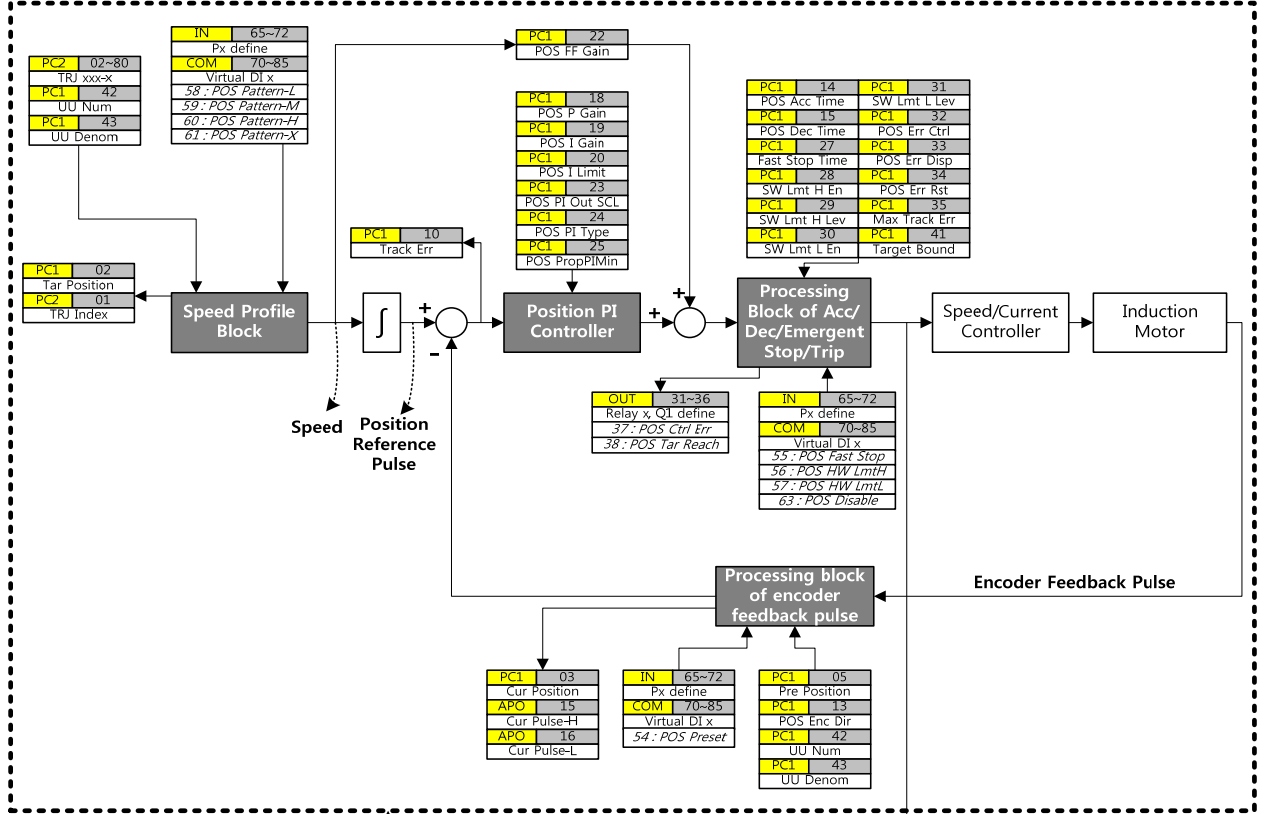 PC2 02~80
TRJ xxx-x
PC1 42
UU Num
PC1 43
UU Denom
IN 65~72
Px define
COM 70~85
Virtual DI x
58 : POS Pattern-L
59 : POS Pattern-M
60 : POS Pattern-H
61 : POS Pattern-X
PC1 22
POS FF Gain
PC1 18
POS P Gain
PC1 19
POS I Gain
PC1 20
POS I Limit
PC1 23
POS PI Out SCL
PC1 24
POS PI Type
PC1 25
POS PropPIMin
PC1 14 PC1 31
POS Acc Time SW Lmt L Lev
PC1 15 PC1 32
POS Dec Time POS Err Ctrl
PC1 27 PC1 33
Fast Stop Time POS Err Disp
PC1 28 PC1 34
SW Lmt H En POS Err Rst
PC1 29 PC1 35
SW Lmt H Lev Max Track Err
PC1 30 PC1 41
SW Lmt L En Target Bound
PC1 10
Track Err
PC1 02
Tar Position
PC2 01
TRJ Index
Speed Profile
Block
∫
+
-
Position PI
Controller
+
+
Processing
Block of Acc/
Dec/Emergent
Stop/Trip
Speed/Current
Controller
Induction
Motor
Speed
Position
Reference
Pulse
OUT 31~36
Relay x, Q1 define
37 : POS Ctrl Err
38 : POS Tar Reach
IN 65~72
Px define
COM 70~85
Virtual DI x
55 : POS Fast Stop
56 : POS HW LmtH
57 : POS HW LmtL
63 : POS Disable
Processing block
of encoder
feedback pulse
Encoder Feedback Pulse
PC1 03
Cur Position
APO 15
Cur Pulse-H
APO 16
Cur Pulse-L
IN 65~72
Px define
COM 70~85
Virtual DI x
54 : POS Preset
PC1 05
Pre Position
PC1 13
POS Enc Dir
PC1 42
UU Num
PC1 43
UU Denom